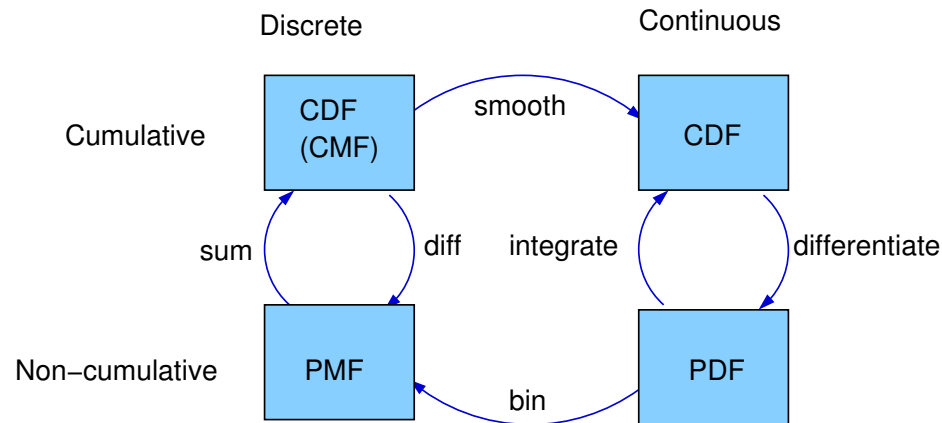 Discrete
Continuous
CDF
(CMF)
smooth
Cumulative
CDF
sum
diff
integrate
differentiate
Non−cumulative
PMF
PDF
bin